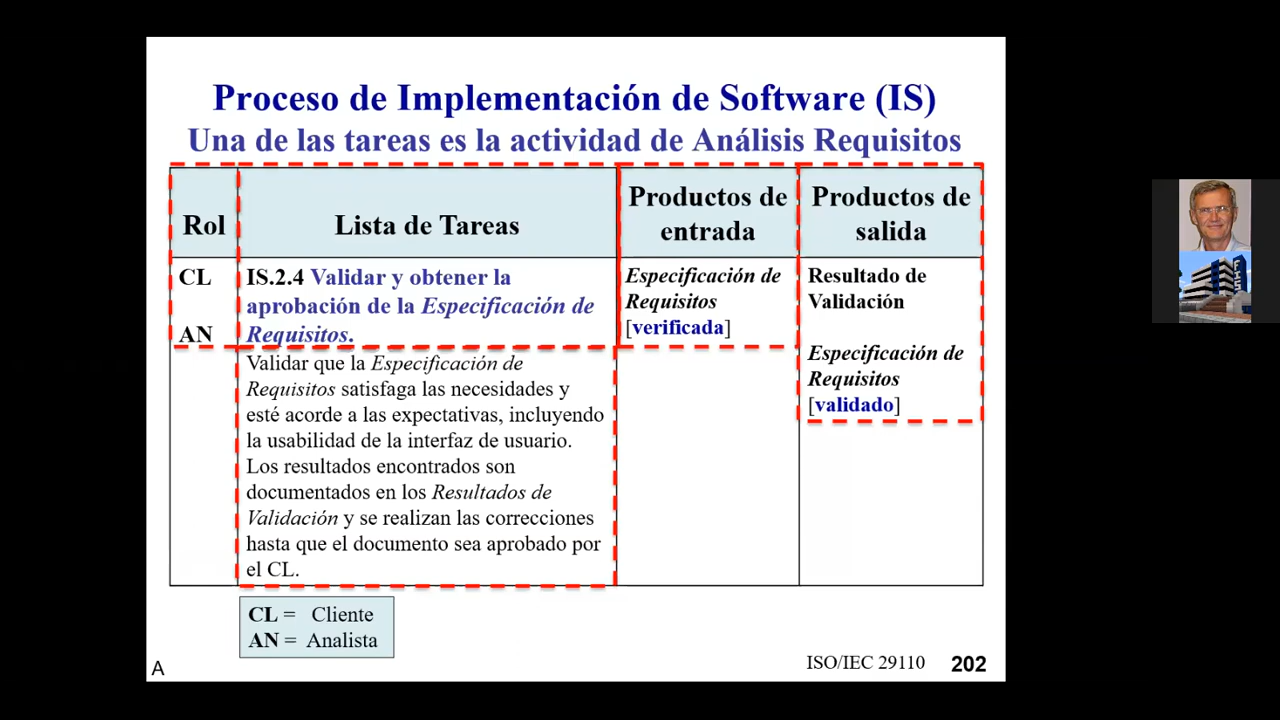 Proceso de Implementación de Software (IS)
Una de las tareas es la actividad de Análisis Requisitos
Rol
Lista de Tareas
Productos de
entrada
Productos de
salida
CL
AN
IS.2.4 Validar y obtener la
aprobación de la Especificación de
Requisitos.
Especificación de
Requisitos
[verificada]
Resultado de
Validación
Especificación de
Requisitos
[validado]
Validar que la Especificación de
Requisitos satisfaga las necesidades y
esté acorde a las expectativas, incluyendo
la usabilidad de la interfaz de usuario.
Los resultados encontrados son
documentados en los Resultados de
Validación y se realizan las correcciones
hasta que el documento sea aprobado por
el CL.
CL = Cliente
AN = Analista
A
ISO/IEC 29110
202